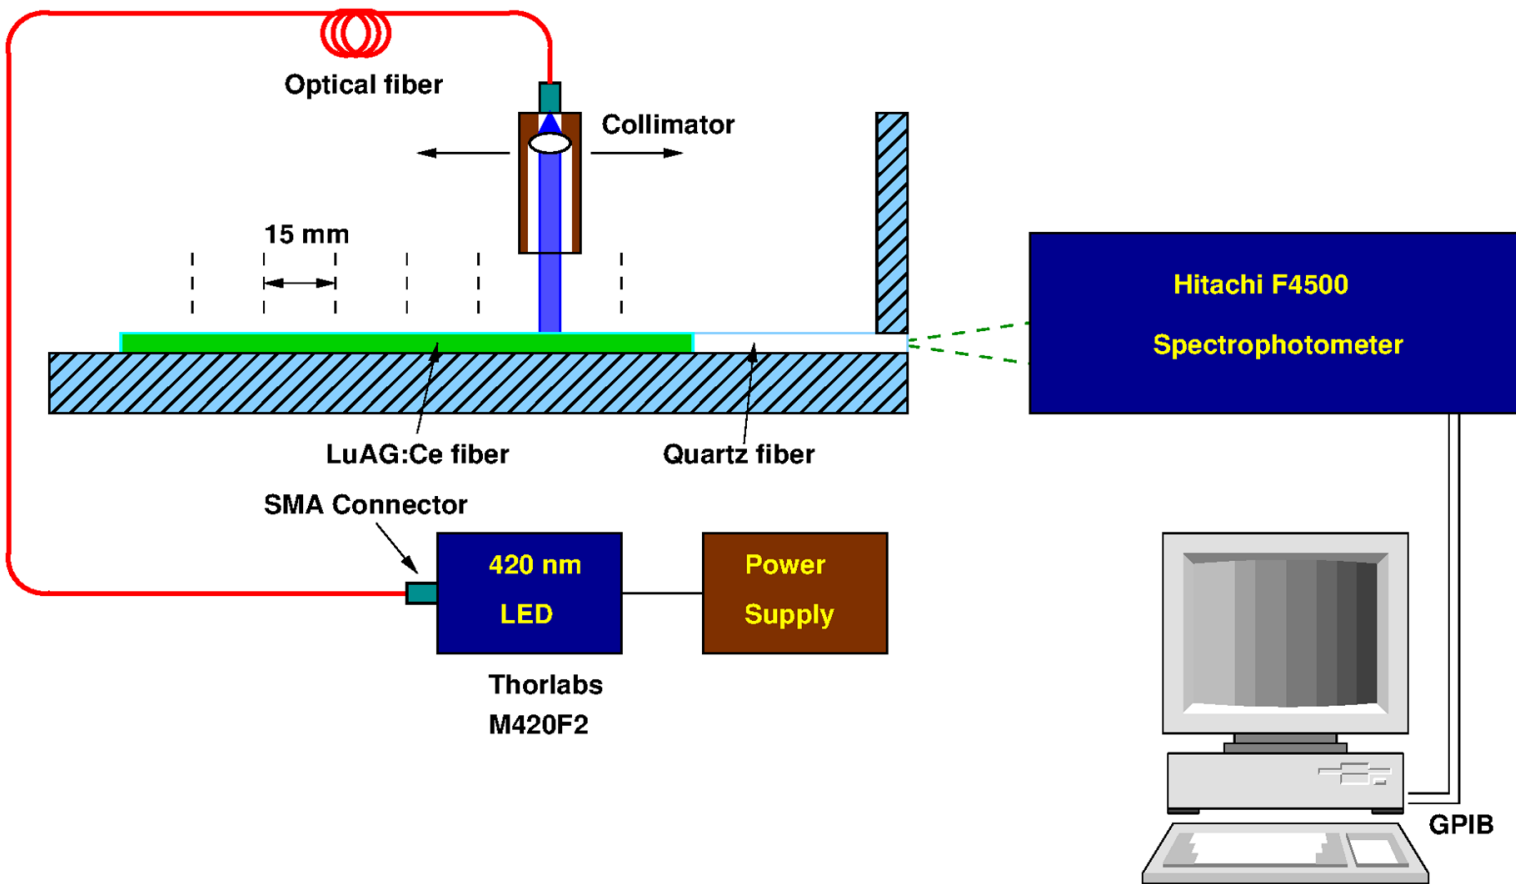 Optical fiber
Collimator
15 mm
Hitachi F4500
Spectrophotometer
LuAG:Ce fiber
Quartz fiber
SMA Connector
420 nm
LED
Power
Supply
Thorlabs
M420F2
GPIB